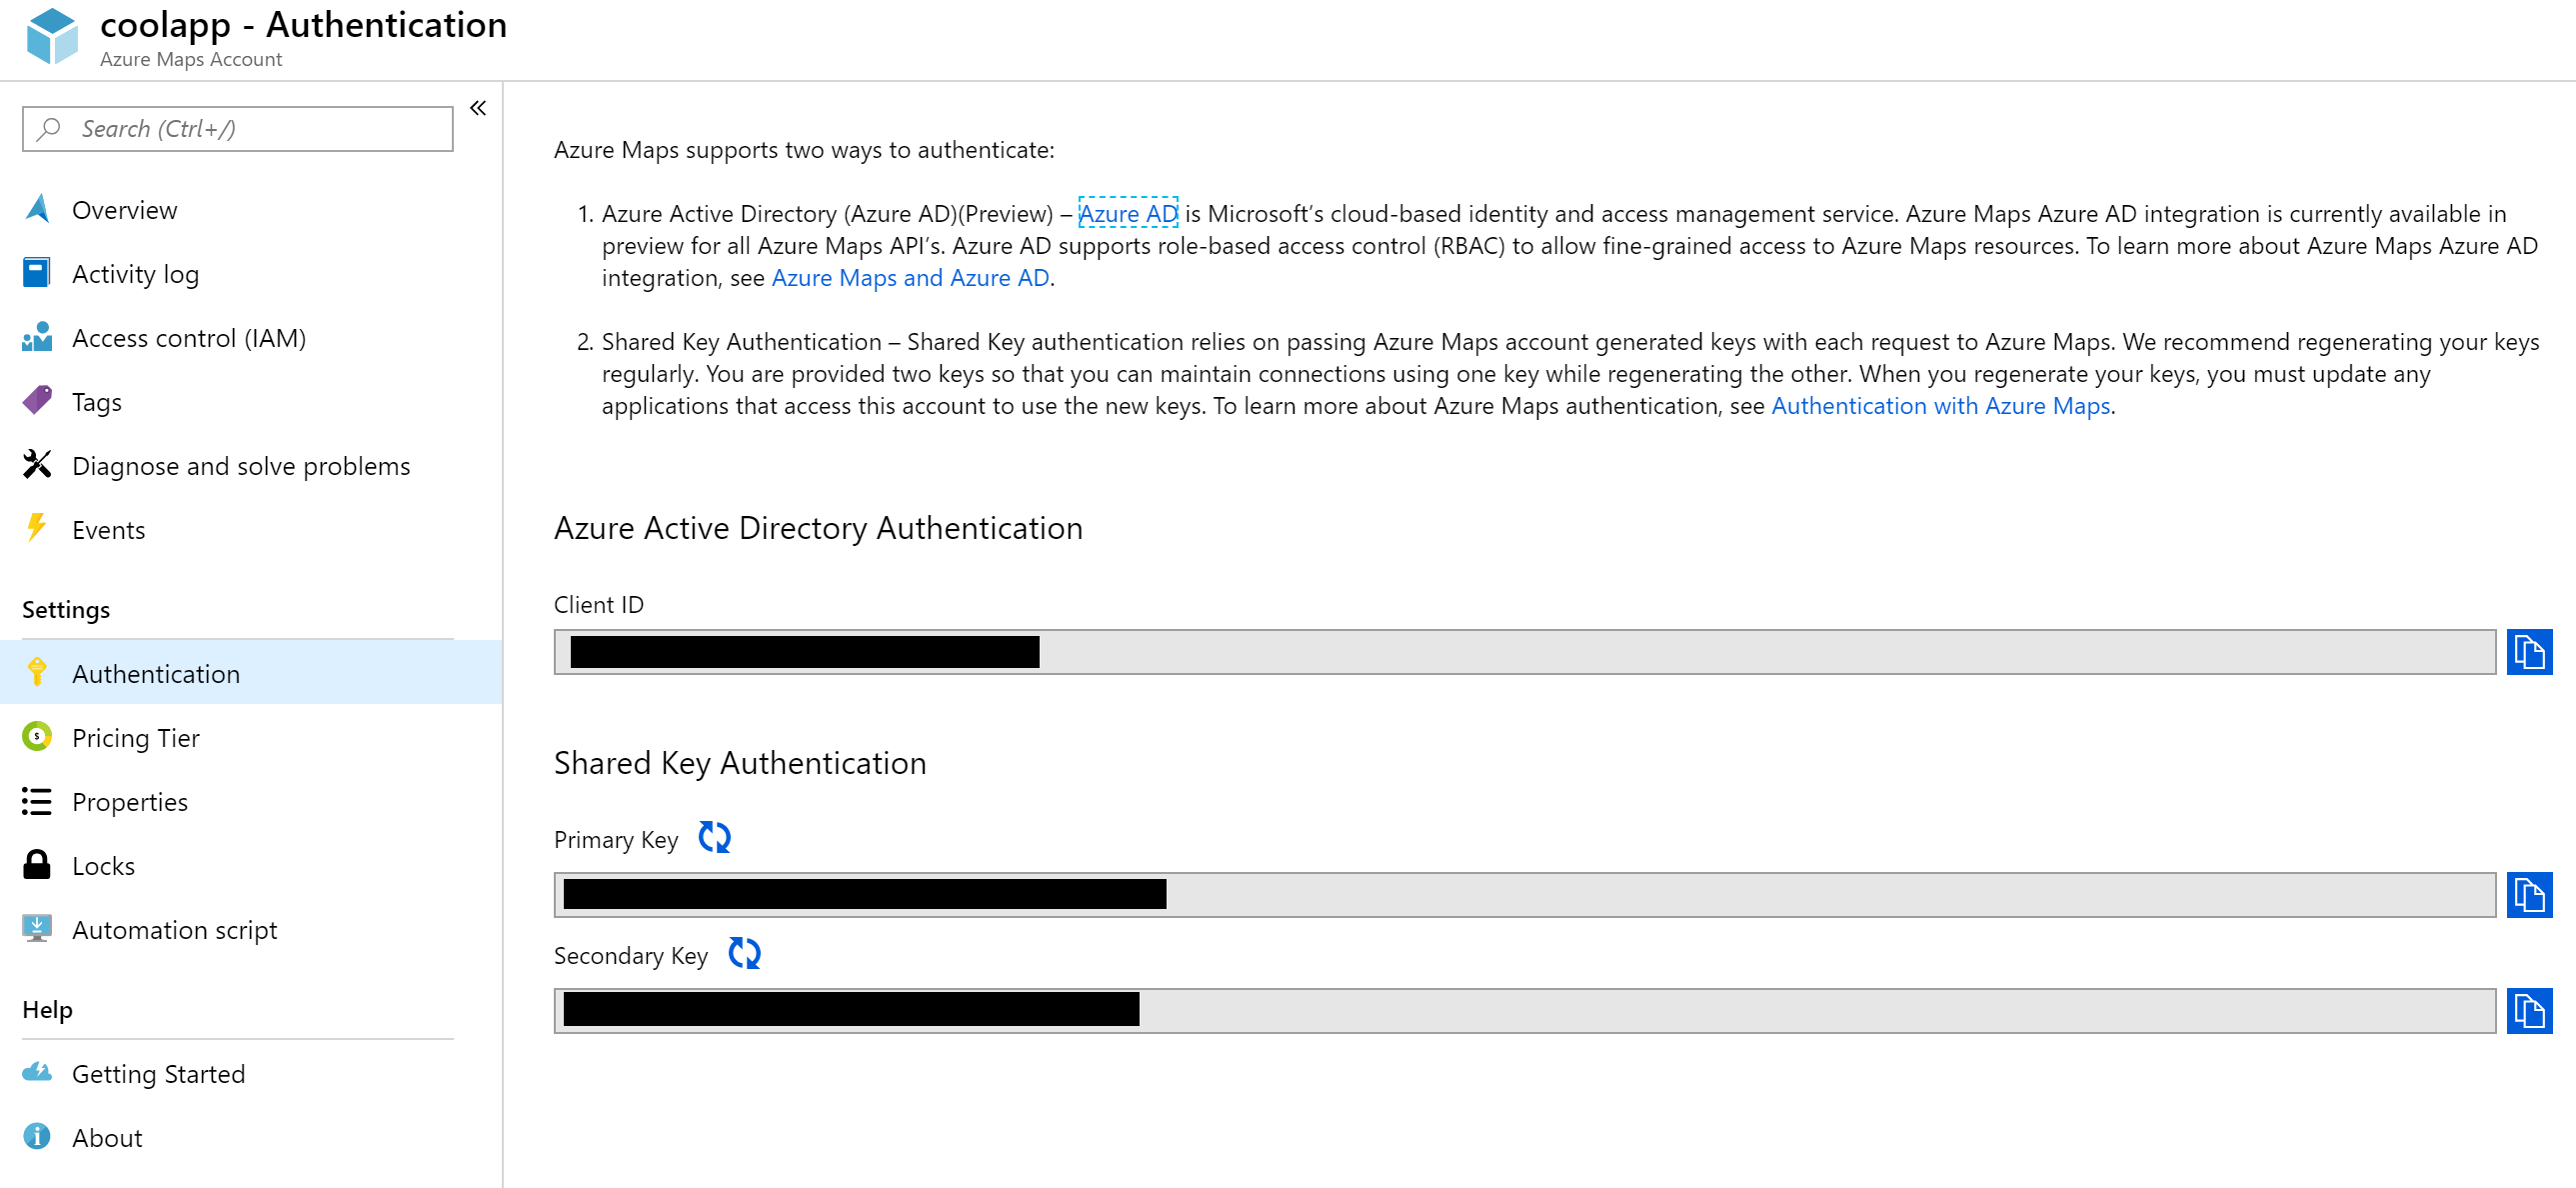 coolapp - Authentication
Azure Maps Account
Search (Ctrl+/)
Overview
Activity log
Access control (IAM)
Tags
Diagnose and solve problems
Events
Settings
Authentication
Pricing Tier
Properties
Locks
Automation script
Help
Getting Started
About
Azure Maps supports two ways to authenticate:
1. Azure Active Directory (Azure AD)(Preview) – Azure AD is Microsoft's cloud-based identity and access management service. Azure Maps Azure AD integration is currently available in
preview for all Azure Maps API's. Azure AD supports role-based access control (RBAC) to allow fine-grained access to Azure Maps resources. To learn more about Azure Maps Azure AD
integration, see Azure Maps and Azure AD.
2. Shared Key Authentication – Shared Key authentication relies on passing Azure Maps account generated keys with each request to Azure Maps. We recommend regenerating your keys
regularly. You are provided two keys so that you can maintain connections using one key while regenerating the other. When you regenerate your keys, you must update any
applications that access this account to use the new keys. To learn more about Azure Maps authentication, see Authentication with Azure Maps.
Azure Active Directory Authentication
Client ID
Shared Key Authentication
Primary Key
Secondary Key